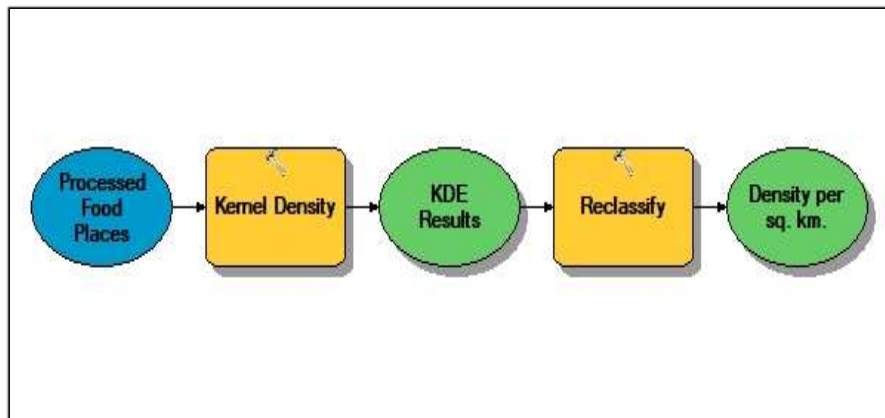 Processed
Food
Places
Kernel Density
KDE
Results
Reclassify
Density per
sq. km.